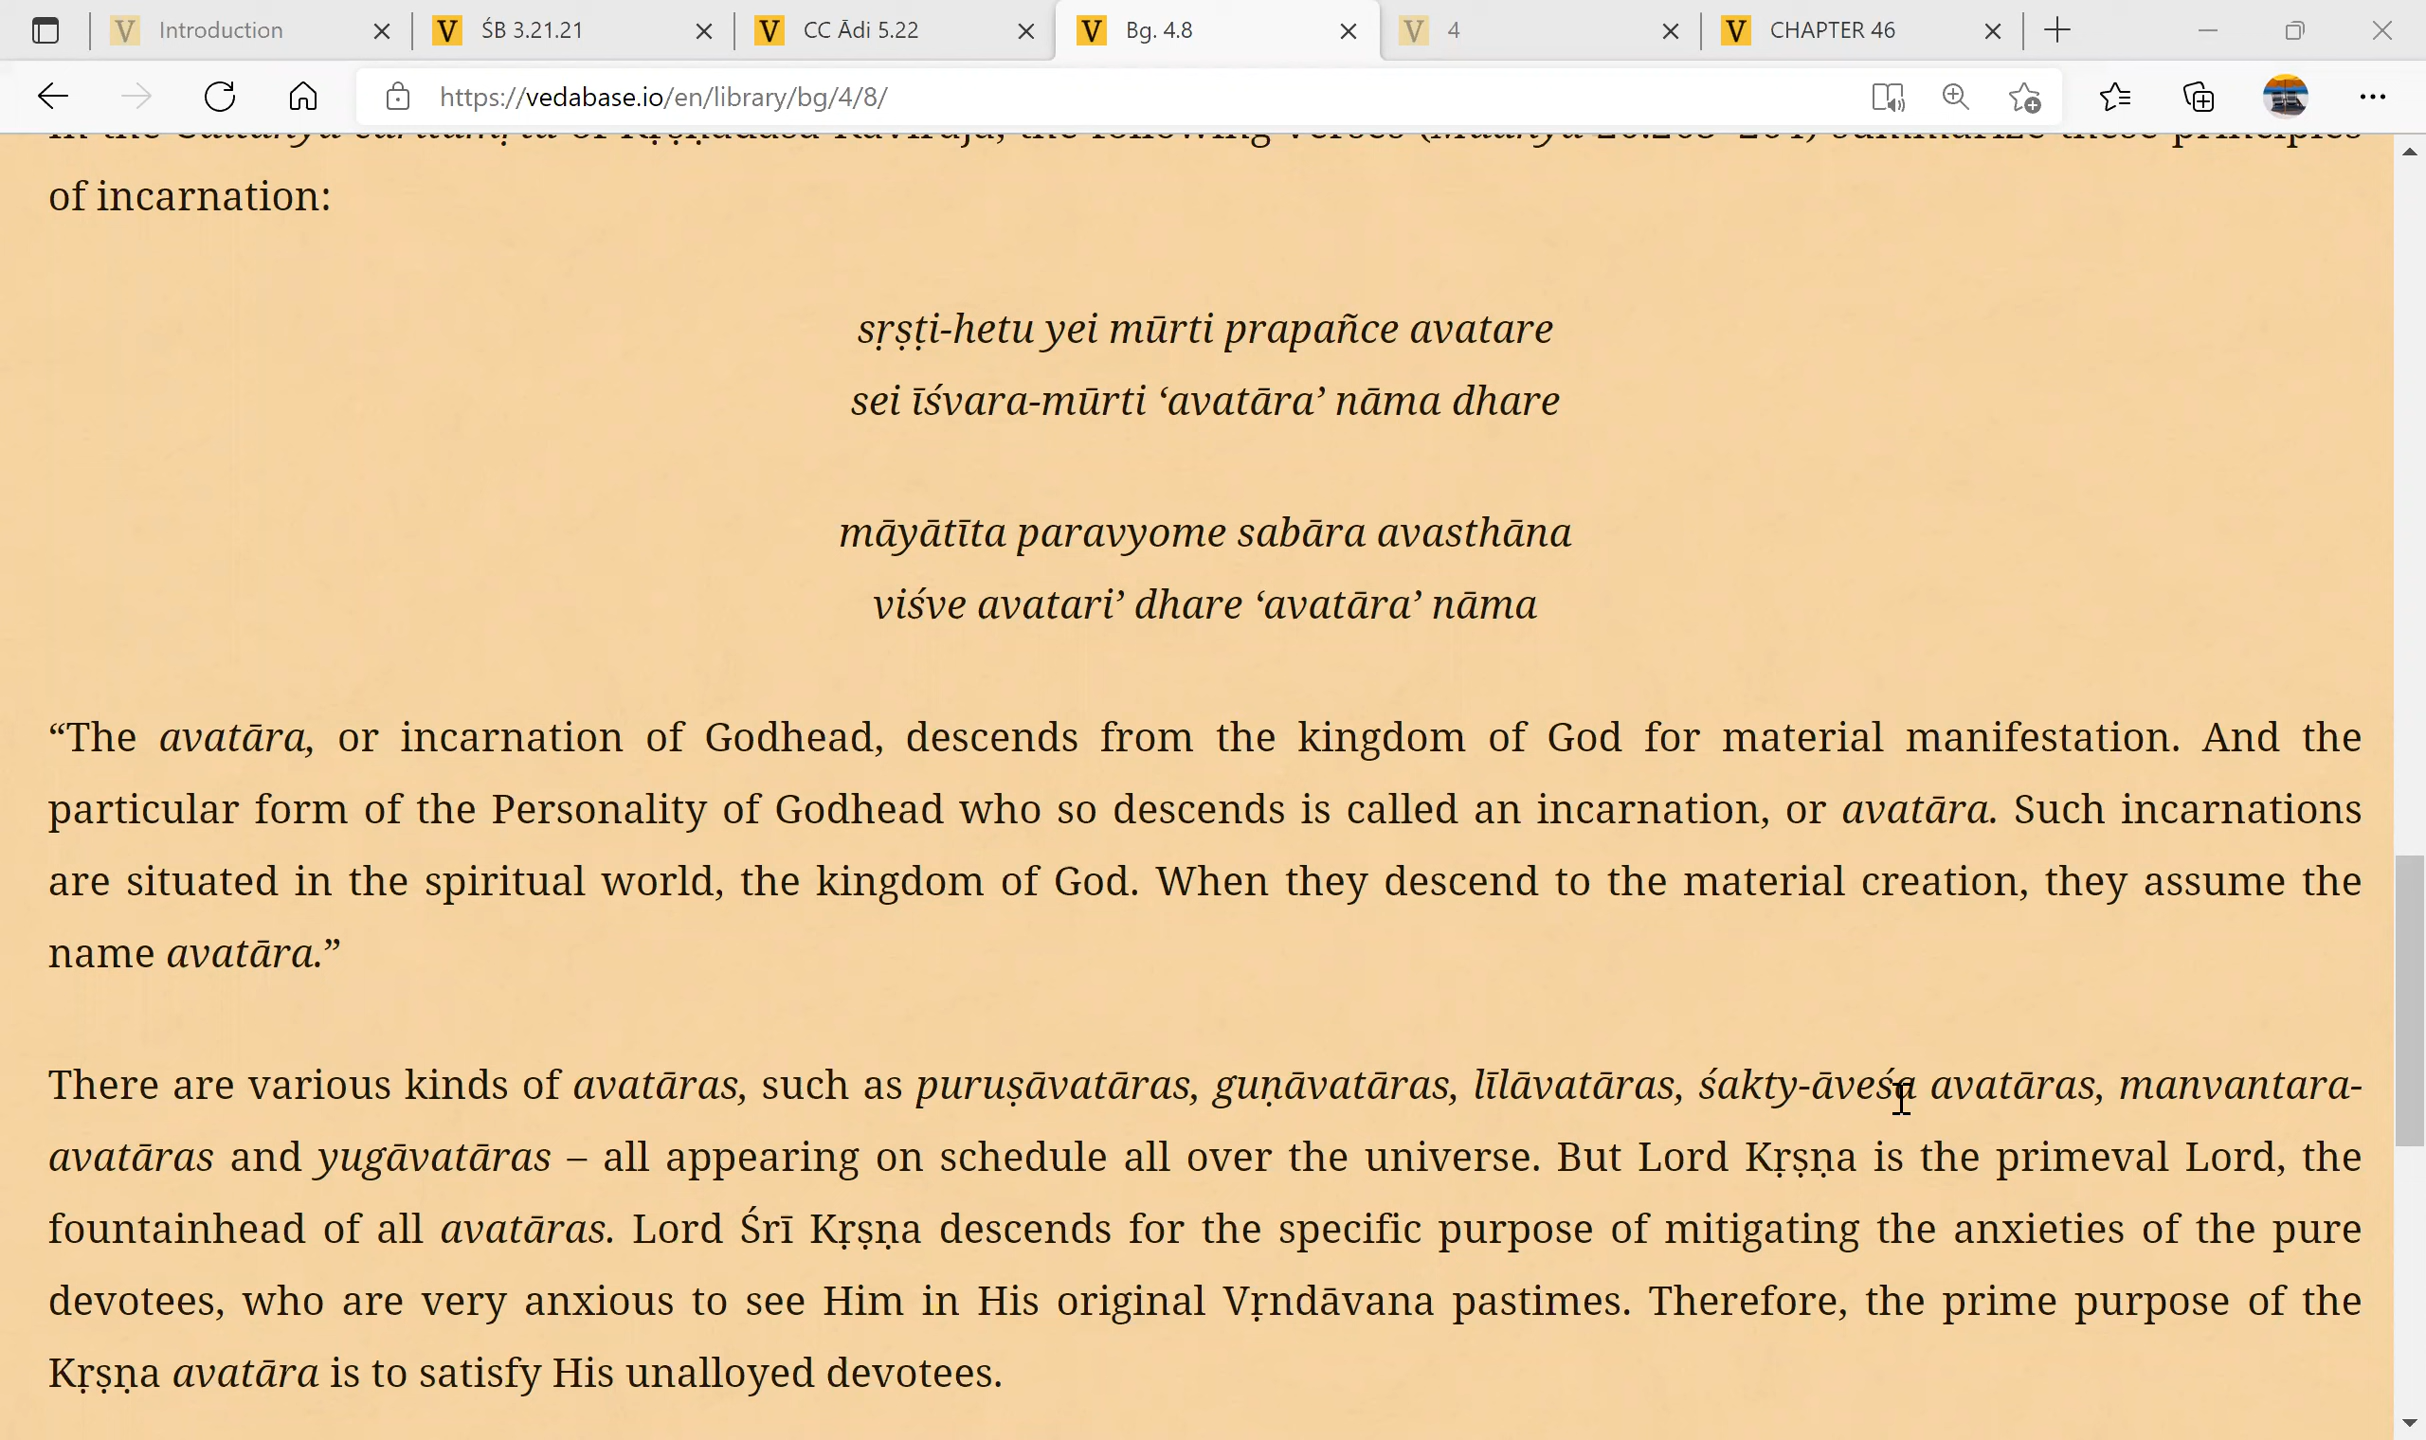 Introduction
V ŚB 3.21.21
V CC Ādi 5.22
V Bg. 4.8
V 4
V CHAPTER 46
https://vedabase.io/en/library/bg/4/8/
of incarnation:
sṛṣṭi-hetu yei mūrti prapañce avatare
sei īśvara-mūrti ‘avatāra’ nāma dhare
māyātīta paravyome sabāra avasthāna
viśve avatari’ dhare ‘avatāra’ nāma
“The avatāra, or incarnation of Godhead, descends from the kingdom of God for material manifestation. And the
particular form of the Personality of Godhead who so descends is called an incarnation, or avatāra. Such incarnations
are situated in the spiritual world, the kingdom of God. When they descend to the material creation, they assume the
name avatāra.”
There are various kinds of avatāras, such as puruṣāvatāras, guṇāvatāras, līlāvatāras, śakty-āveśa avatāras, manvantara-
avatāras and yugāvatāras – all appearing on schedule all over the universe. But Lord Kṛṣṇa is the primeval Lord, the
fountainhead of all avatāras. Lord Śrī Kṛṣṇa descends for the specific purpose of mitigating the anxieties of the pure
devotees, who are very anxious to see Him in His original Vṛndāvana pastimes. Therefore, the prime purpose of the
Kṛṣṇa avatāra is to satisfy His unalloyed devotees.